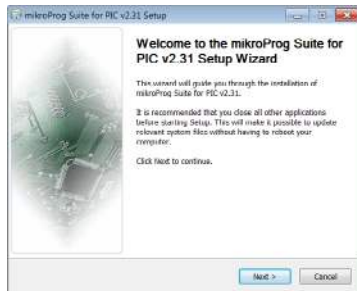 mikroProg Suite for PIC v2.31 Setup
Welcome to the mikroProg Suite for
PIC v2.31 Setup Wizard
This wizard will guide you through the installation of
mikroProg Suite for PIC v2.31.
It is recommended that you close all other applications
before starting Setup. This will make it possible to update
relevant system files without having to reboot your
computer.
Click Next to continue.
Next >
Cancel